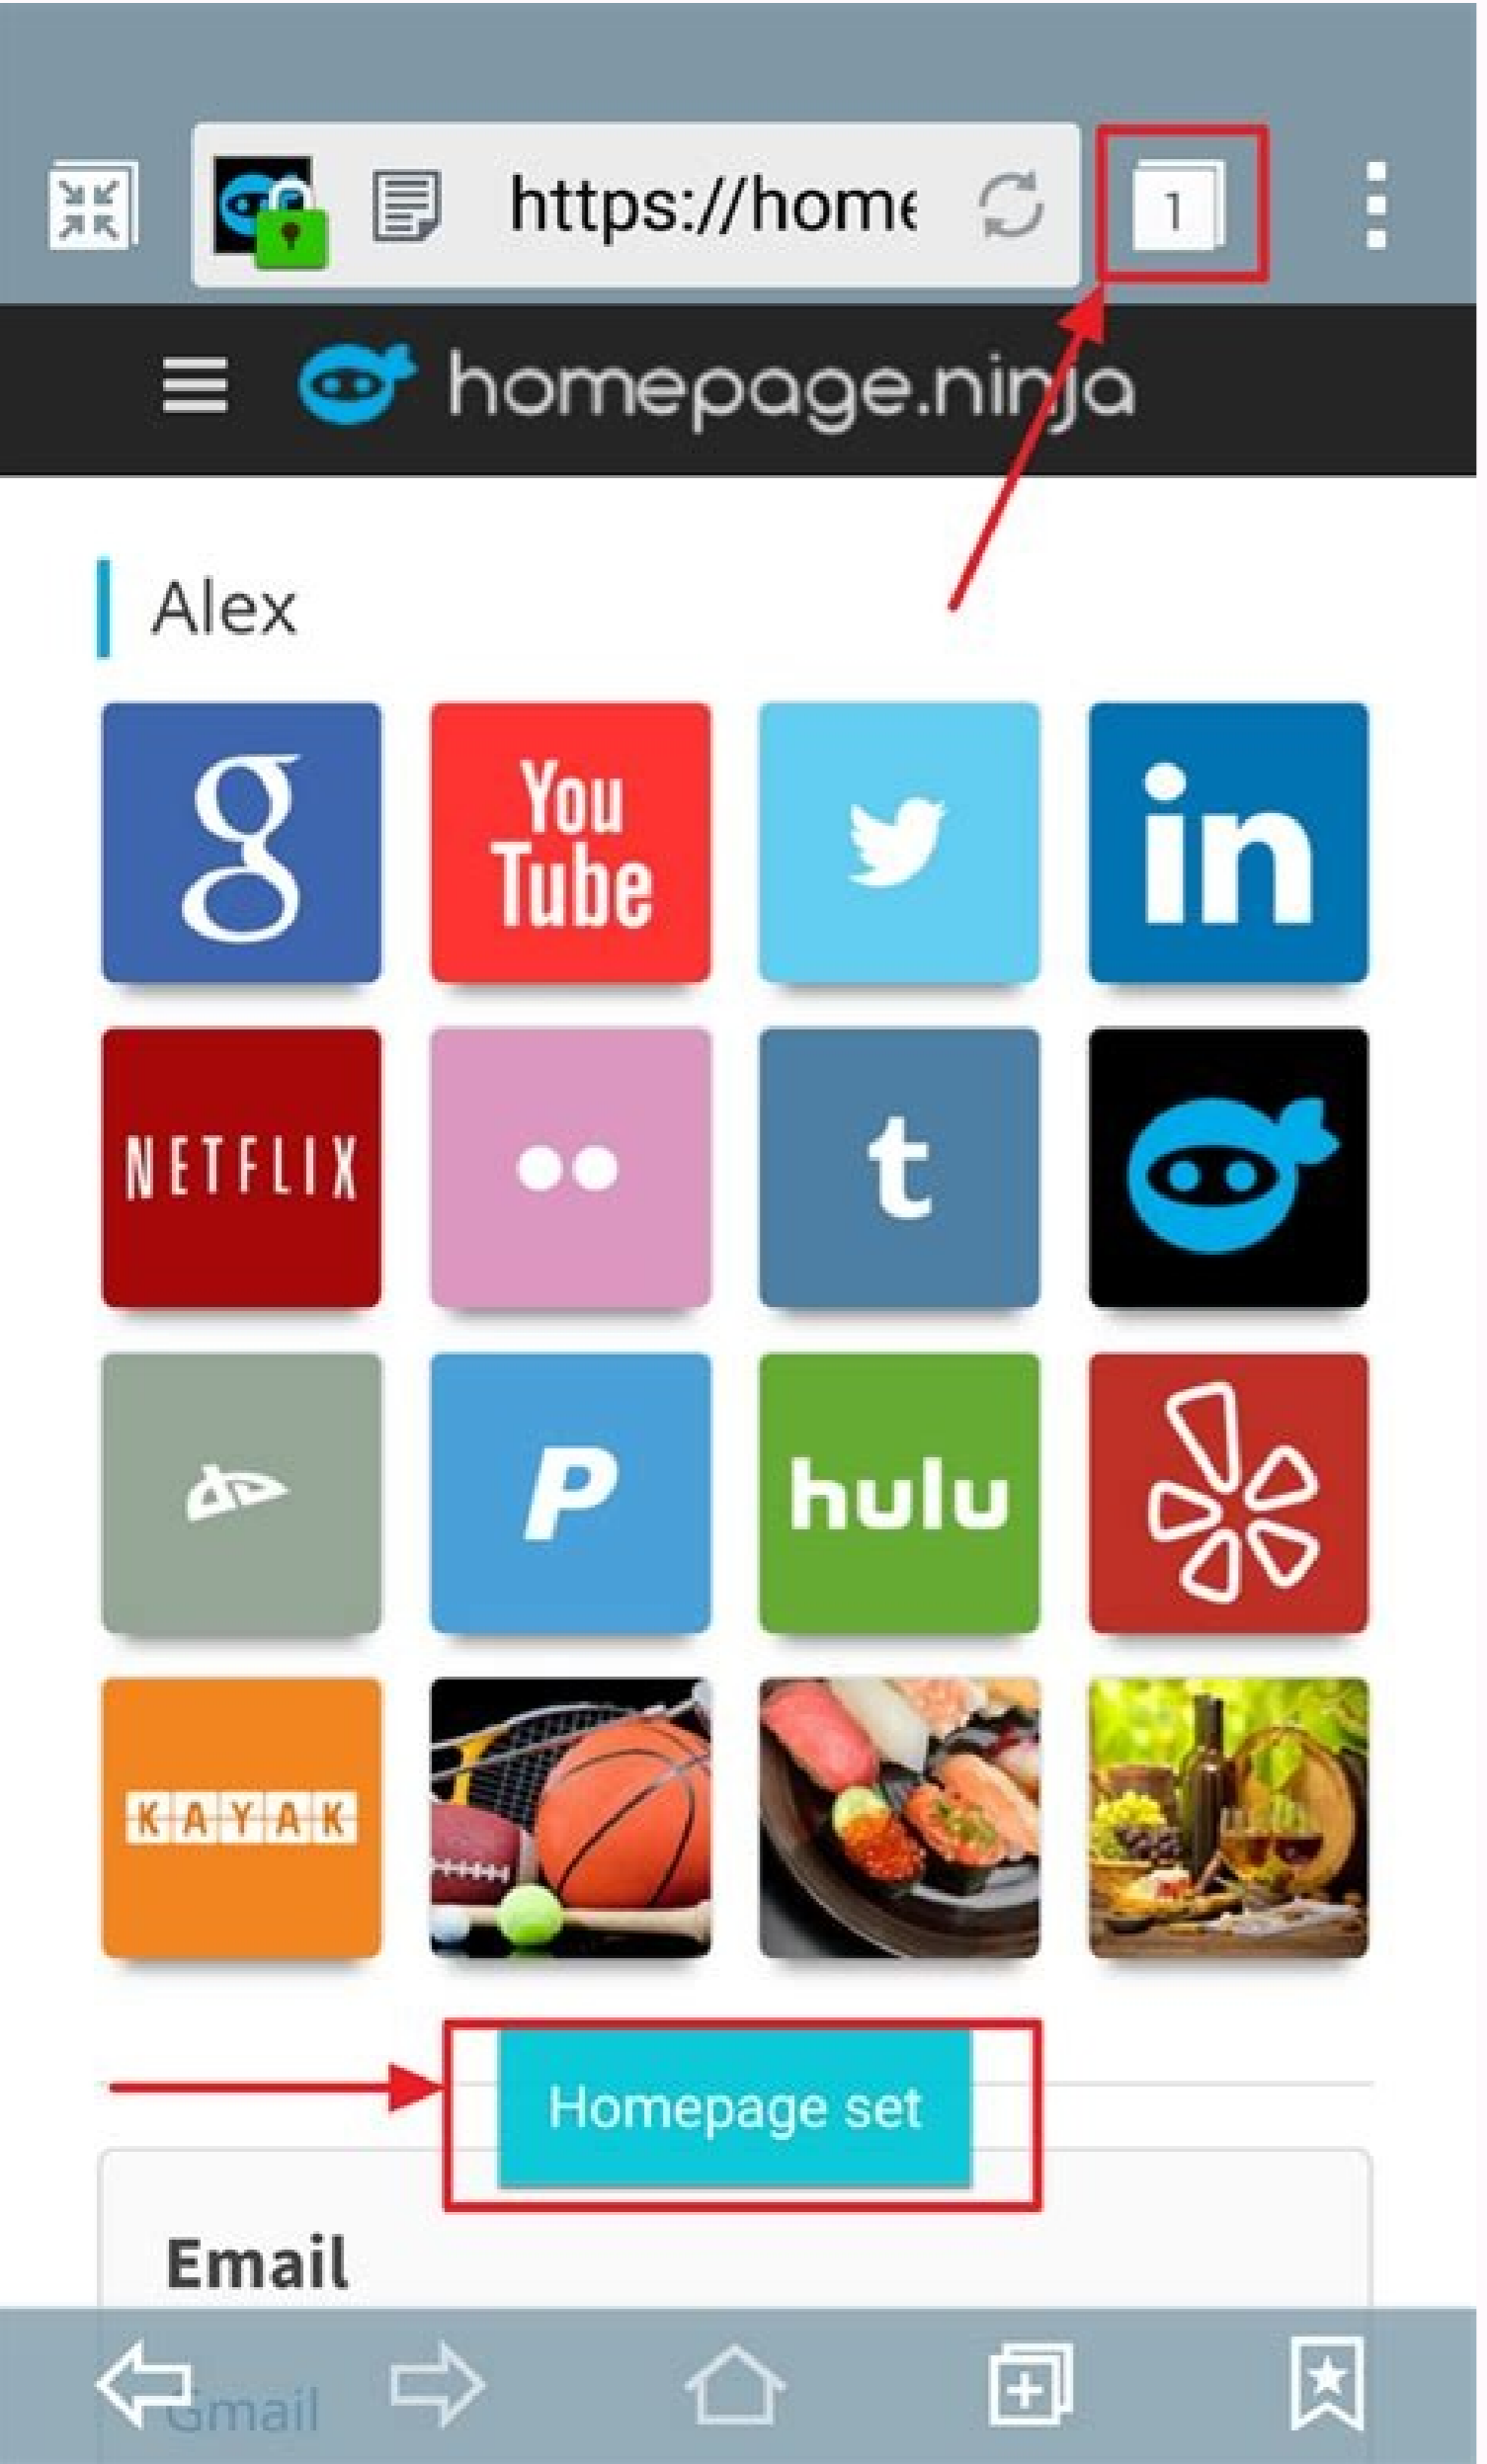 https://home
1
homepage.ninja
Alex
g
You
Tube
in
NETFLIX
t
P
hulu
KAYAK
Homepage set
Email
Gmail